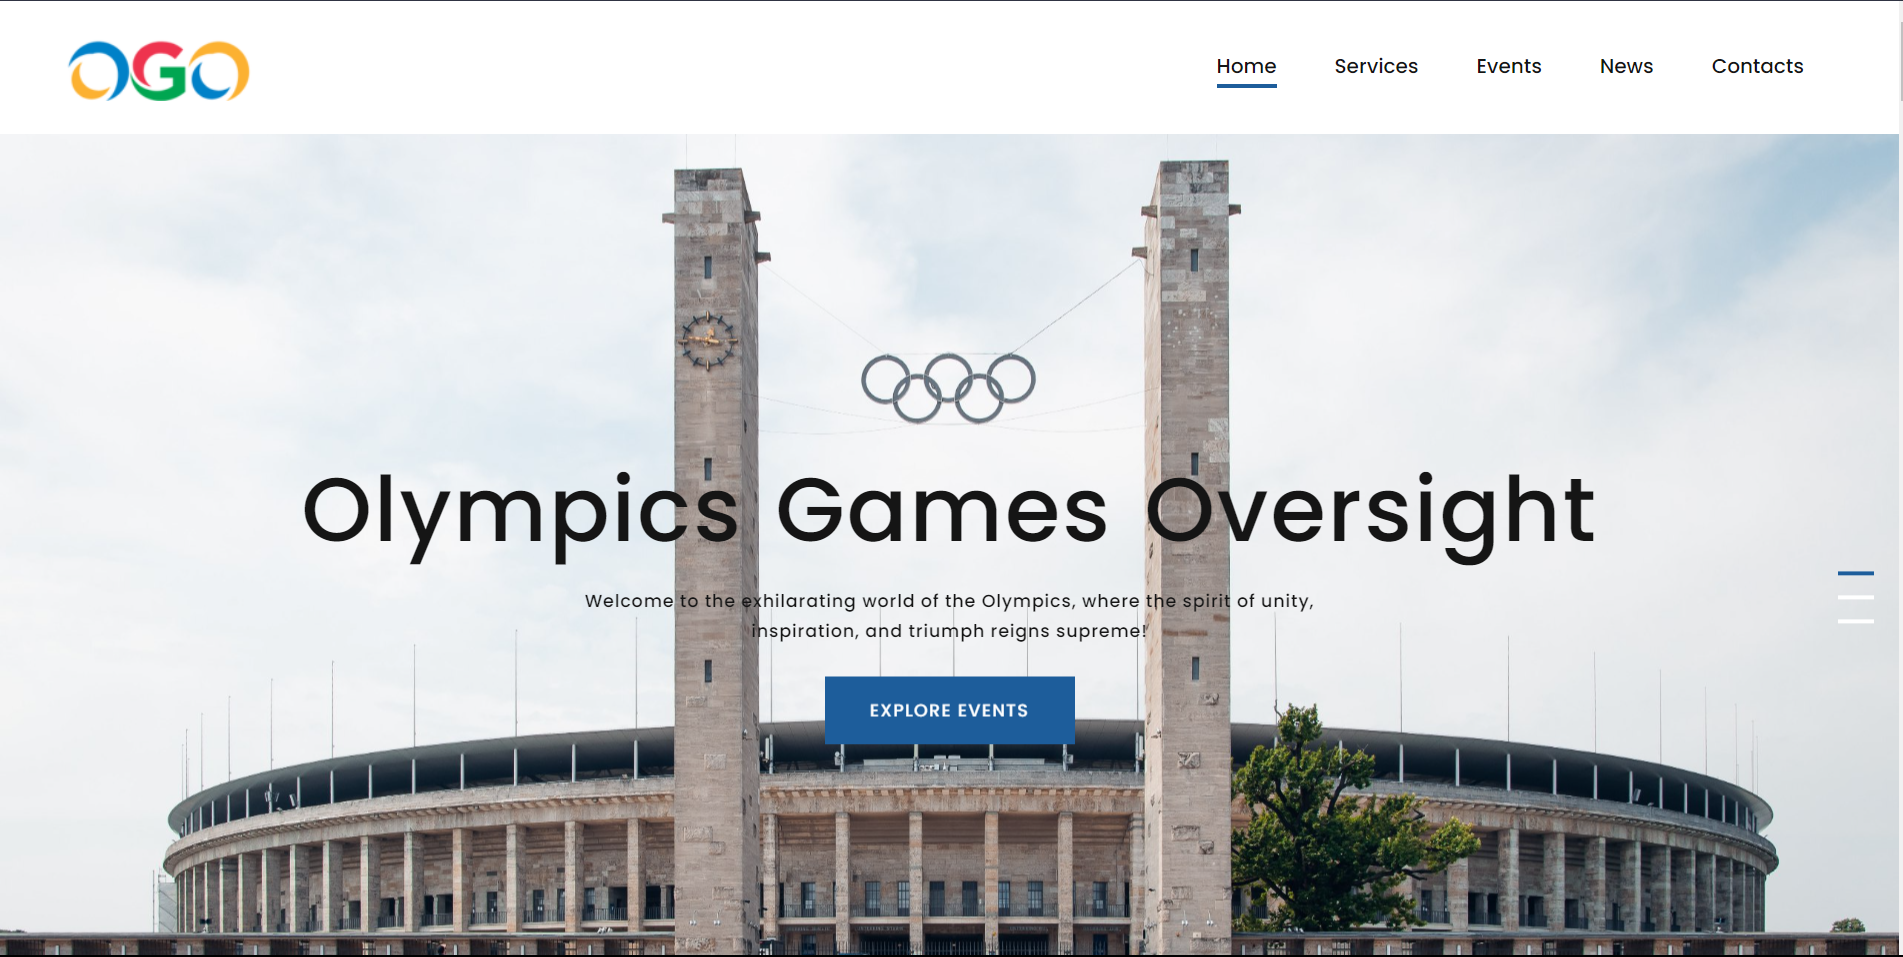 OGO
Home Services Events News Contacts
Olympics Games Oversight
Welcome to the exhilarating world of the Olympics, where the spirit of unity,
inspiration, and triumph reigns supreme!
EXPLORE EVENTS